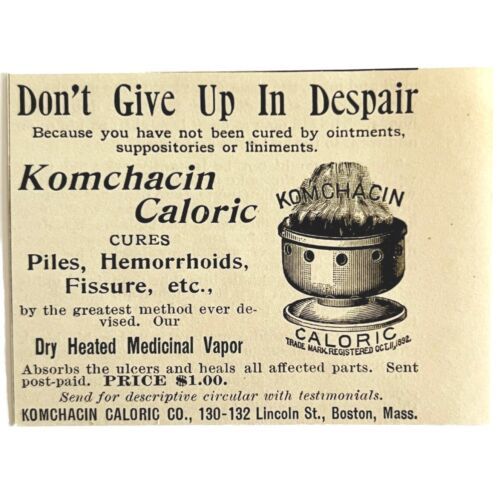 Don't Give Up In Despair
Because you have not been cured by ointments,
suppositories or liniments.
Komchacin
Caloric
CURES
Piles, Hemorrhoids,
Fissure, etc.,
by the greatest method ever de-
vised. Our
Dry Heated Medicinal Vapor
KOMCHACIN
CALORIC
TRADE MARK REGISTERED OCT. 11, 1892.
Absorbs the ulcers and heals all affected parts. Sent
post-paid. PRICE $1.00.
Send for descriptive circular with testimonials.
KOMCHACIN CALORIC CO., 130-132 Lincoln St., Boston, Mass.